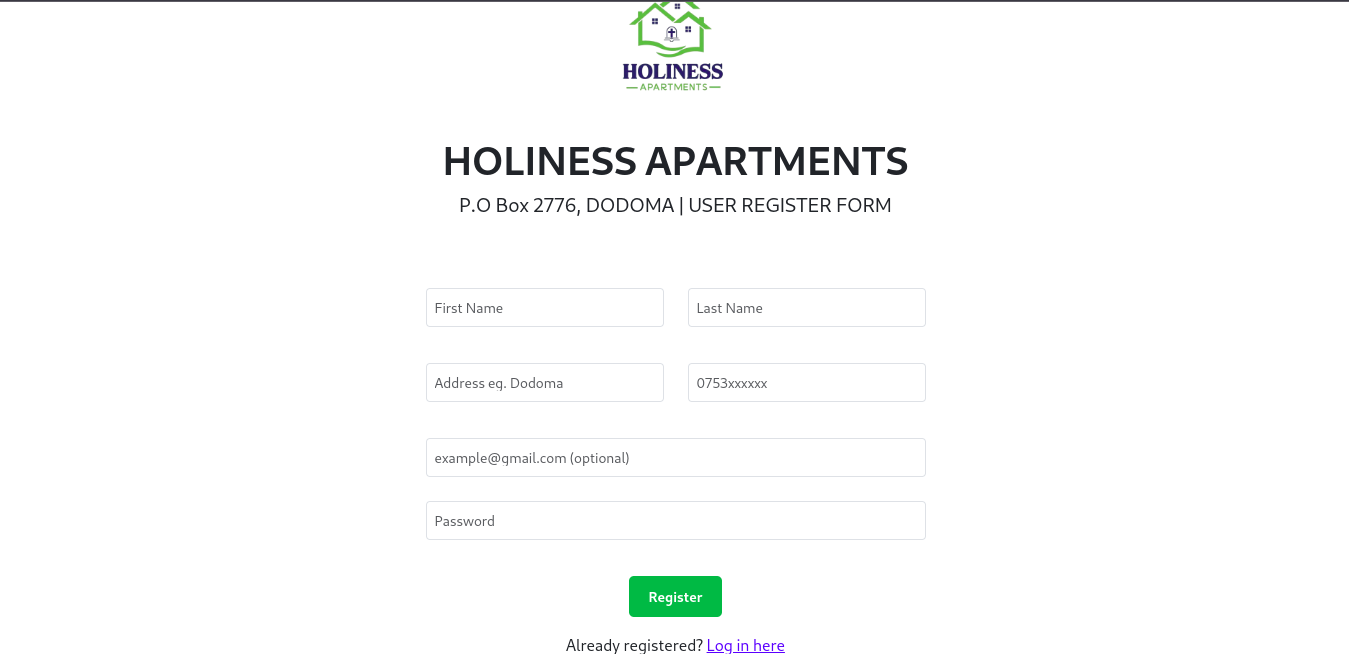 HOLINESS
APARTMENTS
HOLINESS APARTMENTS
P.O Box 2776, DODOMA | USER REGISTER FORM
First Name Last Name
Address eg. Dodoma 0753xxxxxx
example@gmail.com (optional)
Password
Register
Already registered? Log in here